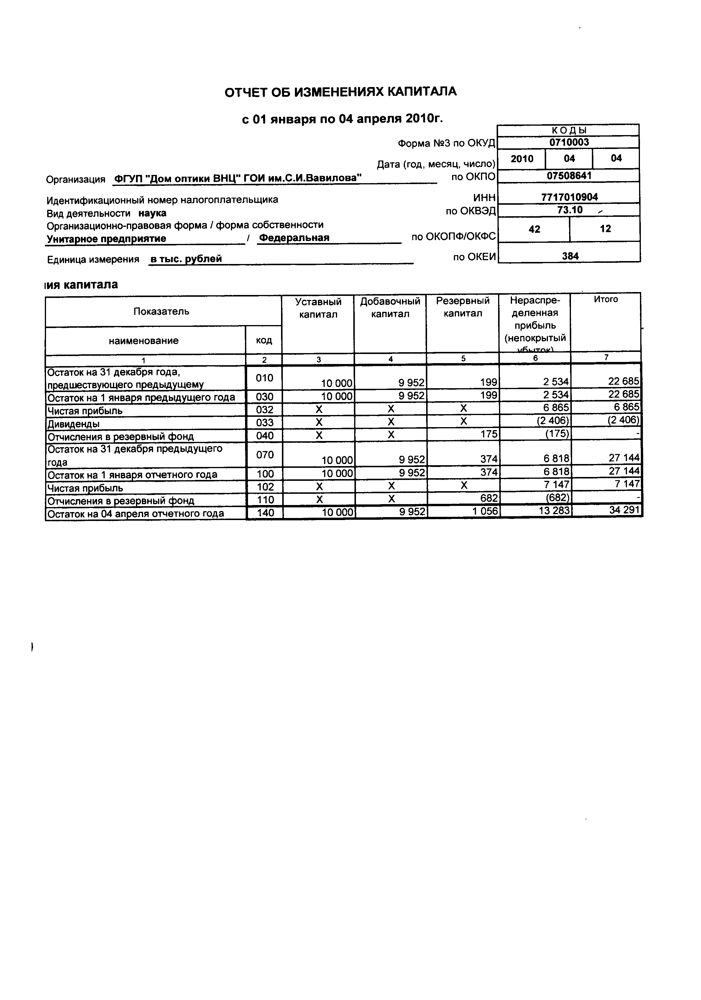 ОТЧЕТ ОБ ИЗМЕНЕНИЯХ КАПИТАЛА
с 01 января по 04 апреля 2010г.
КОДЫ
Форма №3 по ОКУД 0710003
Дата (год, месяц, число) 2010 04 04
Организация ФГУП "Дом оптики ВНЦ" ГОИ им.С.И.Вавилова" по ОКПО 07508641
Идентификационный номер налогоплательщика ИНН 7717010904
Вид деятельности наука по ОКВЭД 73.10
Организационно-правовая форма / форма собственности
Унитарное предприятие / Федеральная по ОКОПФ/ОКФС 42 12
Единица измерения в тыс. рублей по ОКЕИ 384
ия капитала
Показатель Уставный капитал Добавочный капитал Резервный капитал Нераспре-деленная прибыль (непокрытый убыток) Итого
наименование код
1 2 3 4 5 6 7
Остаток на 31 декабря года,
предшествующего предыдущему 010 10 000 9 952 199 2 534 22 685
Остаток на 1 января предыдущего года 030 10 000 9 952 199 2 534 22 685
Чистая прибыль 032 X X X 6 865 6 865
Дивиденды 033 X X X (2 406) (2 406)
Отчисления в резервный фонд 040 X X 175 (175) -
Остаток на 31 декабря предыдущего
года 070 10 000 9 952 374 6 818 27 144
Остаток на 1 января отчетного года 100 10 000 9 952 374 6 818 27 144
Чистая прибыль 102 X X X 7 147 7 147
Отчисления в резервный фонд 110 X X 682 (682) -
Остаток на 04 апреля отчетного года 140 10 000 9 952 1 056 13 283 34 291